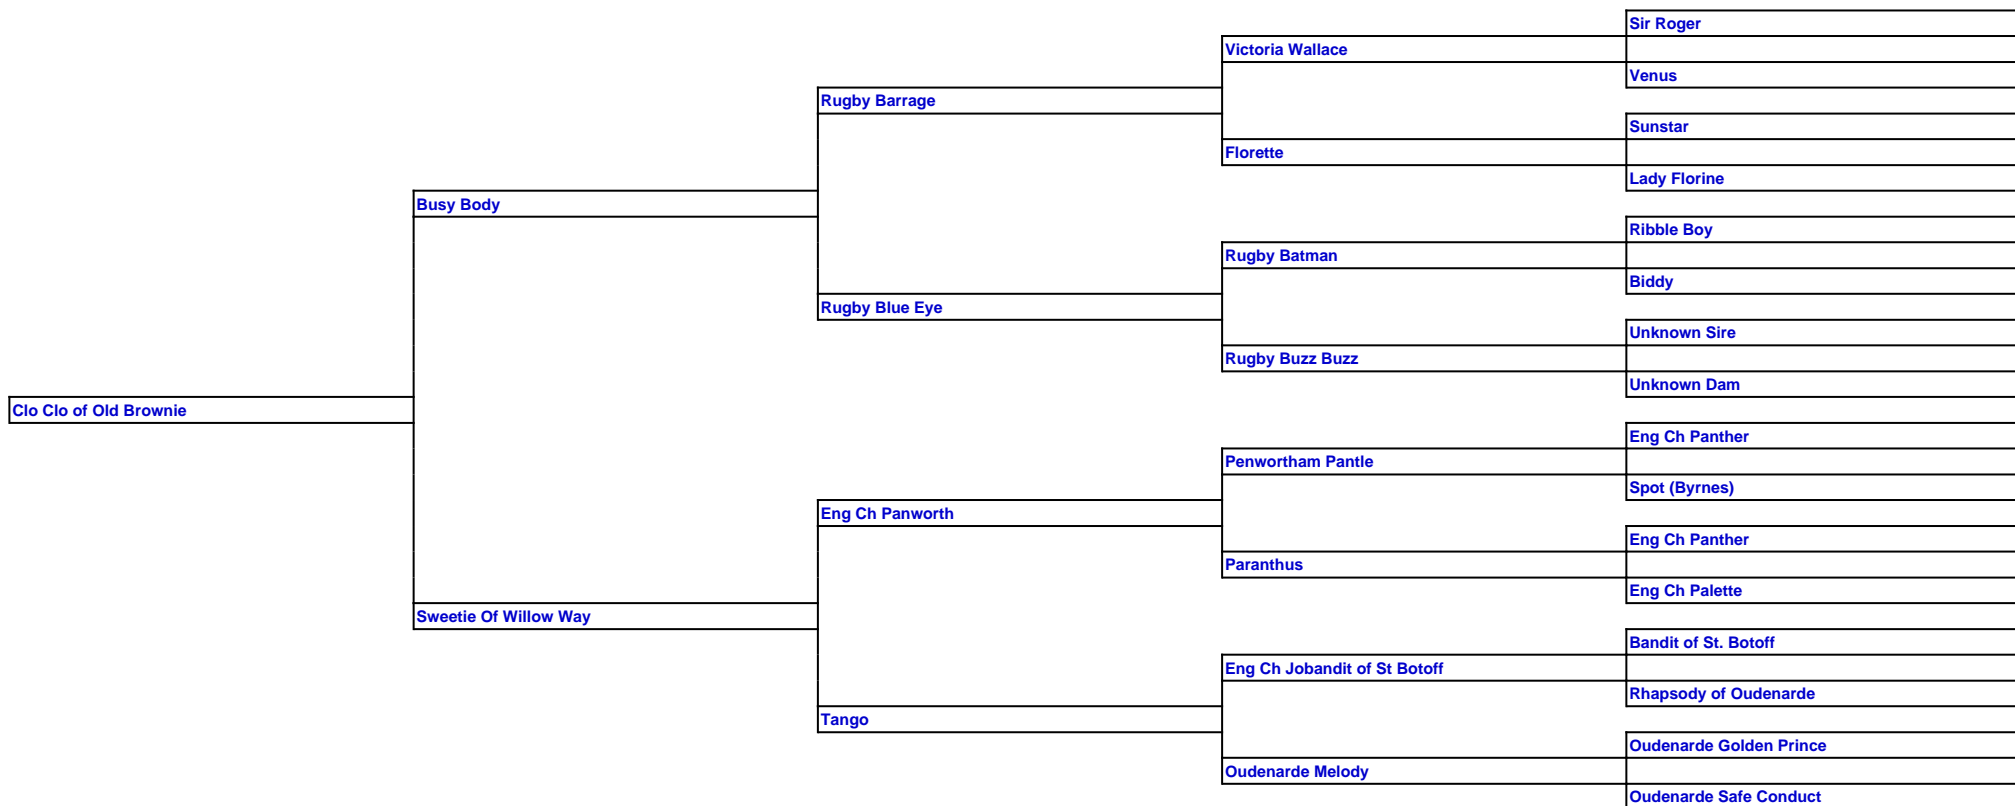 Sir Roger
Victoria Wallace
Venus
Rugby Barrage
Sunstar
Florette
Lady Florine
Busy Body
Ribble Boy
Rugby Batman
Biddy
Rugby Blue Eye
Unknown Sire
Rugby Buzz Buzz
Unknown Dam
Clo Clo of Old Brownie
Eng Ch Panther
Penwortham Pantle
Spot (Byrnes)
Eng Ch Panworth
Eng Ch Panther
Paranthus
Eng Ch Palette
Sweetie Of Willow Way
Bandit of St. Botoff
Eng Ch Jobandit of St Botoff
Rhapsody of Oudenarde
Tango
Oudenarde Golden Prince
Oudenarde Melody
Oudenarde Safe Conduct